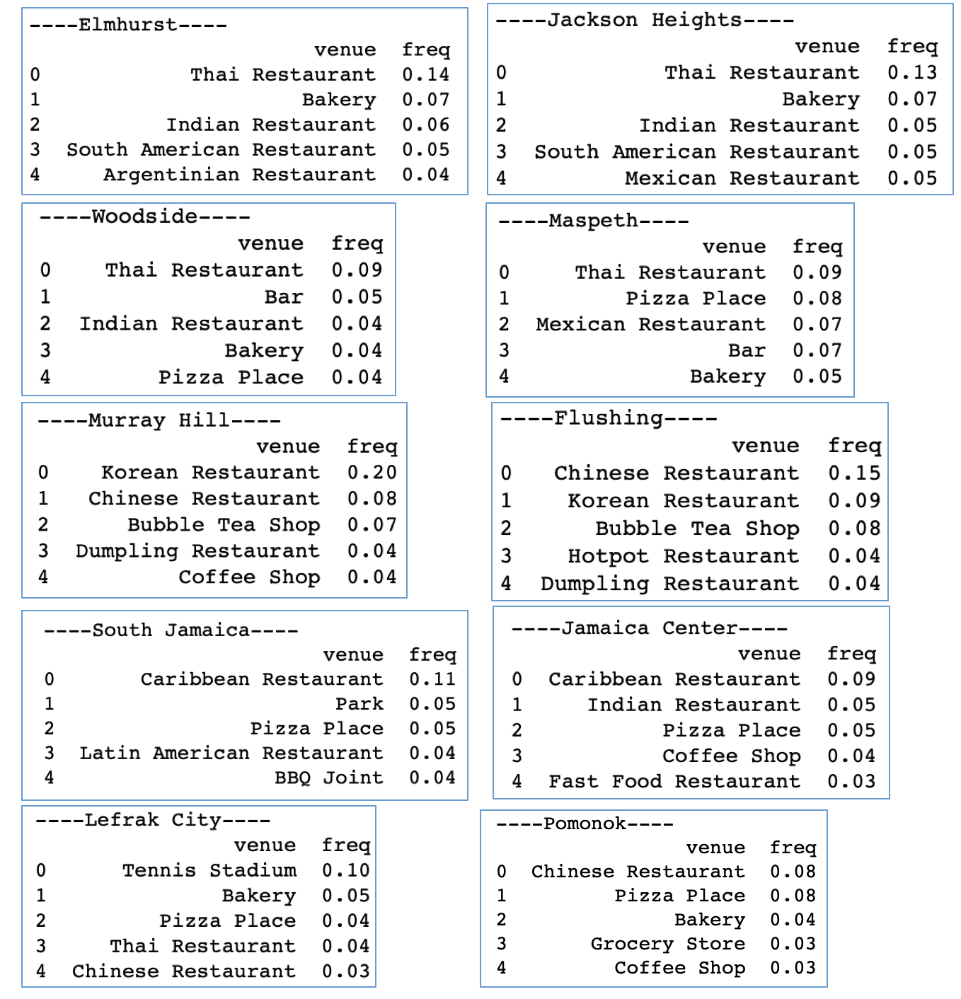 ----Elmhurst----
venue freq
0 Thai Restaurant 0.14
1 Bakery 0.07
2 Indian Restaurant 0.06
3 South American Restaurant 0.05
4 Argentinian Restaurant 0.04
----Jackson Heights----
venue freq
0 Thai Restaurant 0.13
1 Bakery 0.07
2 Indian Restaurant 0.05
3 South American Restaurant 0.05
4 Mexican Restaurant 0.05
----Woodside----
venue freq
0 Thai Restaurant 0.09
1 Bar 0.05
2 Indian Restaurant 0.04
3 Bakery 0.04
4 Pizza Place 0.04
----Maspeth----
venue freq
0 Thai Restaurant 0.09
1 Pizza Place 0.08
2 Mexican Restaurant 0.07
3 Bar 0.07
4 Bakery 0.05
----Murray Hill----
venue freq
0 Korean Restaurant 0.20
1 Chinese Restaurant 0.08
2 Bubble Tea Shop 0.07
3 Dumpling Restaurant 0.04
4 Coffee Shop 0.04
----Flushing----
venue freq
0 Chinese Restaurant 0.15
1 Korean Restaurant 0.09
2 Bubble Tea Shop 0.08
3 Hotpot Restaurant 0.04
4 Dumpling Restaurant 0.04
----South Jamaica----
venue freq
0 Caribbean Restaurant 0.11
1 Park 0.05
2 Pizza Place 0.05
3 Latin American Restaurant 0.04
4 BBQ Joint 0.04
----Jamaica Center----
venue freq
0 Caribbean Restaurant 0.09
1 Indian Restaurant 0.05
2 Pizza Place 0.05
3 Coffee Shop 0.04
4 Fast Food Restaurant 0.03
----Lefrak City----
venue freq
0 Tennis Stadium 0.10
1 Bakery 0.05
2 Pizza Place 0.04
3 Thai Restaurant 0.04
4 Chinese Restaurant 0.03
----Pomonok----
venue freq
0 Chinese Restaurant 0.08
1 Pizza Place 0.08
2 Bakery 0.04
3 Grocery Store 0.03
4 Coffee Shop 0.03